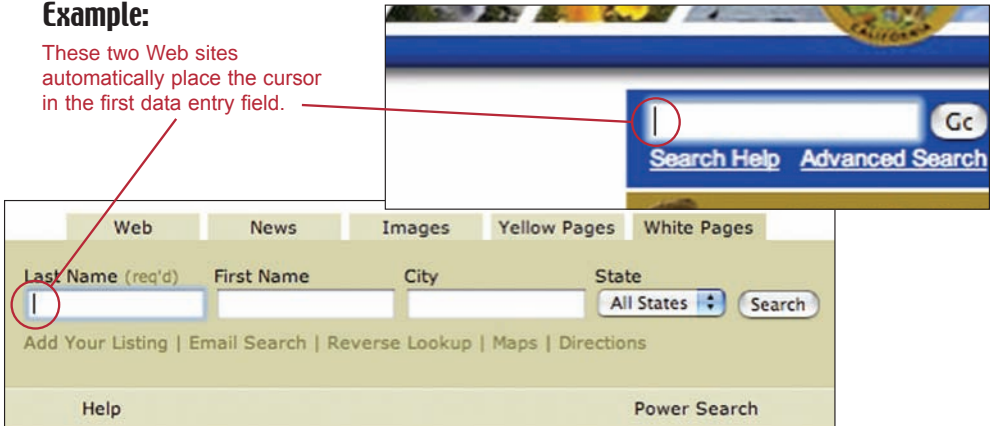 Example:
These two Web sites
automatically place the cursor
in the first data entry field.
CALIFORNIA
Search Help Advanced Search
Web News Images Yellow Pages White Pages
Last Name (req'd) First Name City State
All States Search
Add Your Listing | Email Search | Reverse Lookup | Maps | Directions
Help Power Search